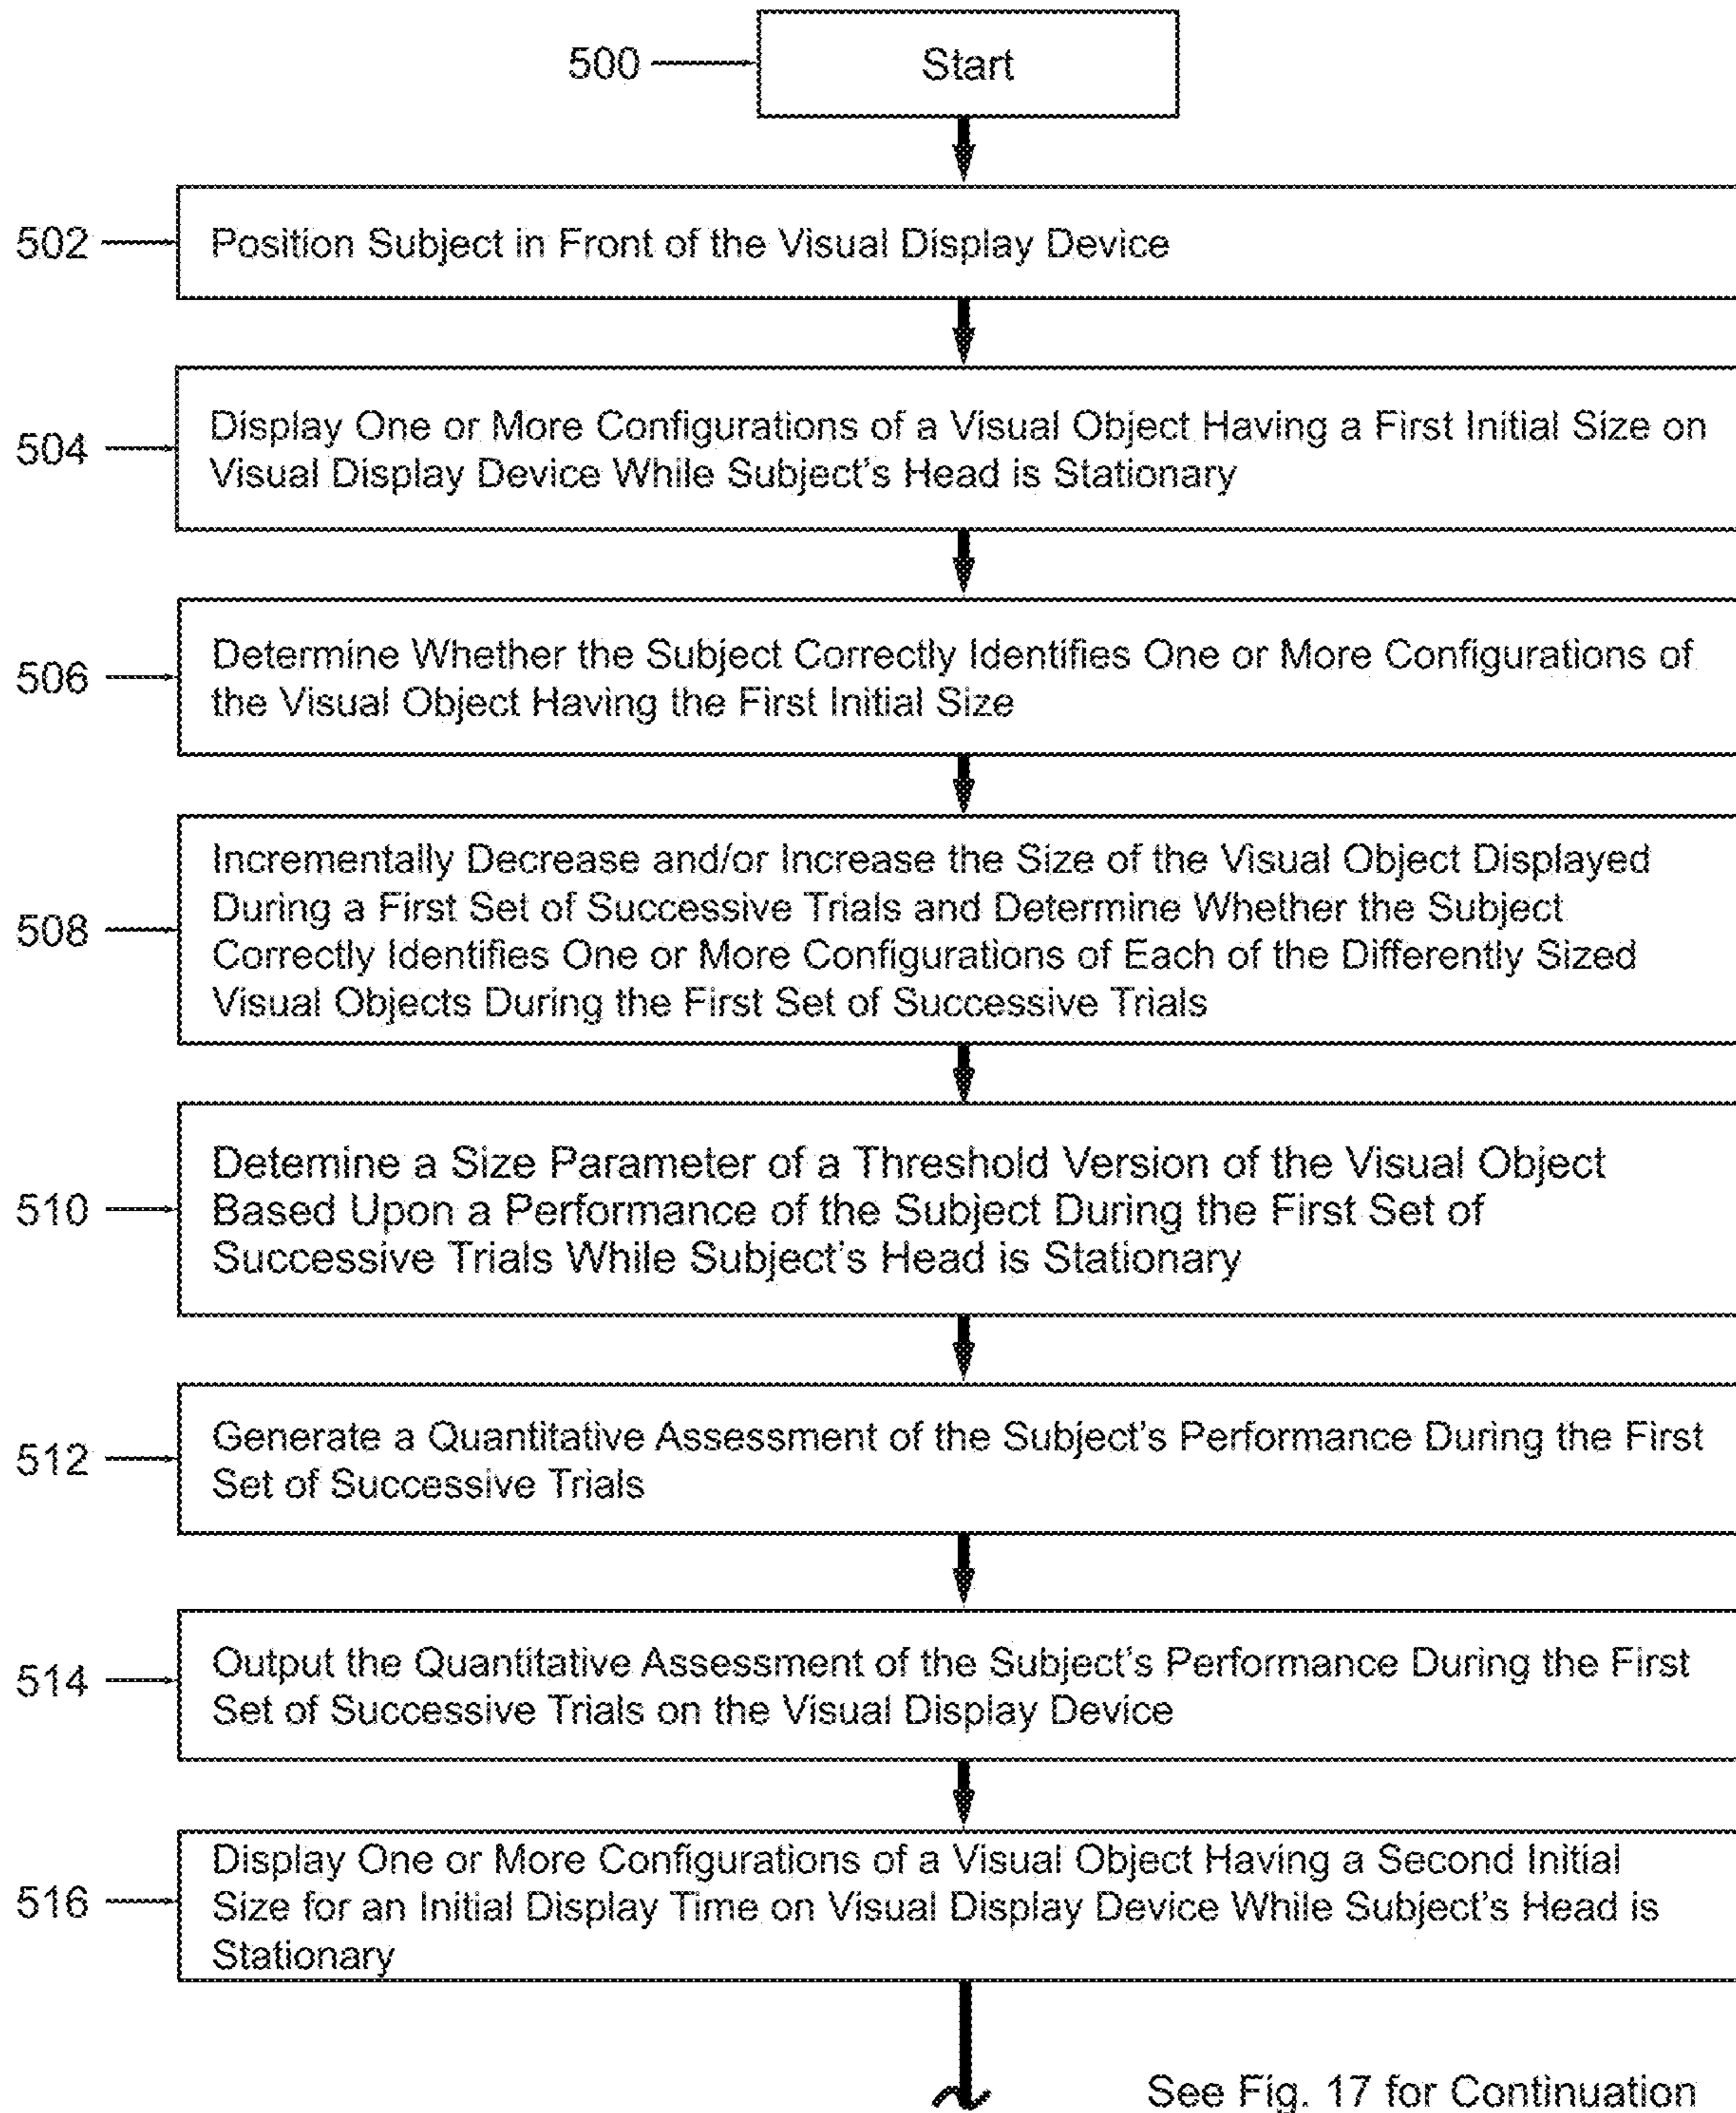 500
Start
502
Position Subject in Front of the Visual Display Device
504
Display One or More Configurations of a Visual Object Having a First Initial Size on
Visual Display Device While Subject's Head is Stationary
506
Determine Whether the Subject Correctly Identifies One or More Configurations of
the Visual Object Having the First Initial Size
508
Incrementally Decrease and/or Increase the Size of the Visual Object Displayed
During a First Set of Successive Trials and Determine Whether the Subject
Correctly Identifies One or More Configurations of Each of the Differently Sized
Visual Objects During the First Set of Successive Trials
510
Detemine a Size Parameter of a Threshold Version of the Visual Object
Based Upon a Performance of the Subject During the First Set of
Successive Trials While Subject's Head is Stationary
512
Generate a Quantitative Assessment of the Subject's Performance During the First
Set of Successive Trials
514
Output the Quantitative Assessment of the Subject's Performance During the First
Set of Successive Trials on the Visual Display Device
516
Display One or More Configurations of a Visual Object Having a Second Initial
Size for an Initial Display Time on Visual Display Device While Subject's Head is
Stationary
See Fig. 17 for Continuation